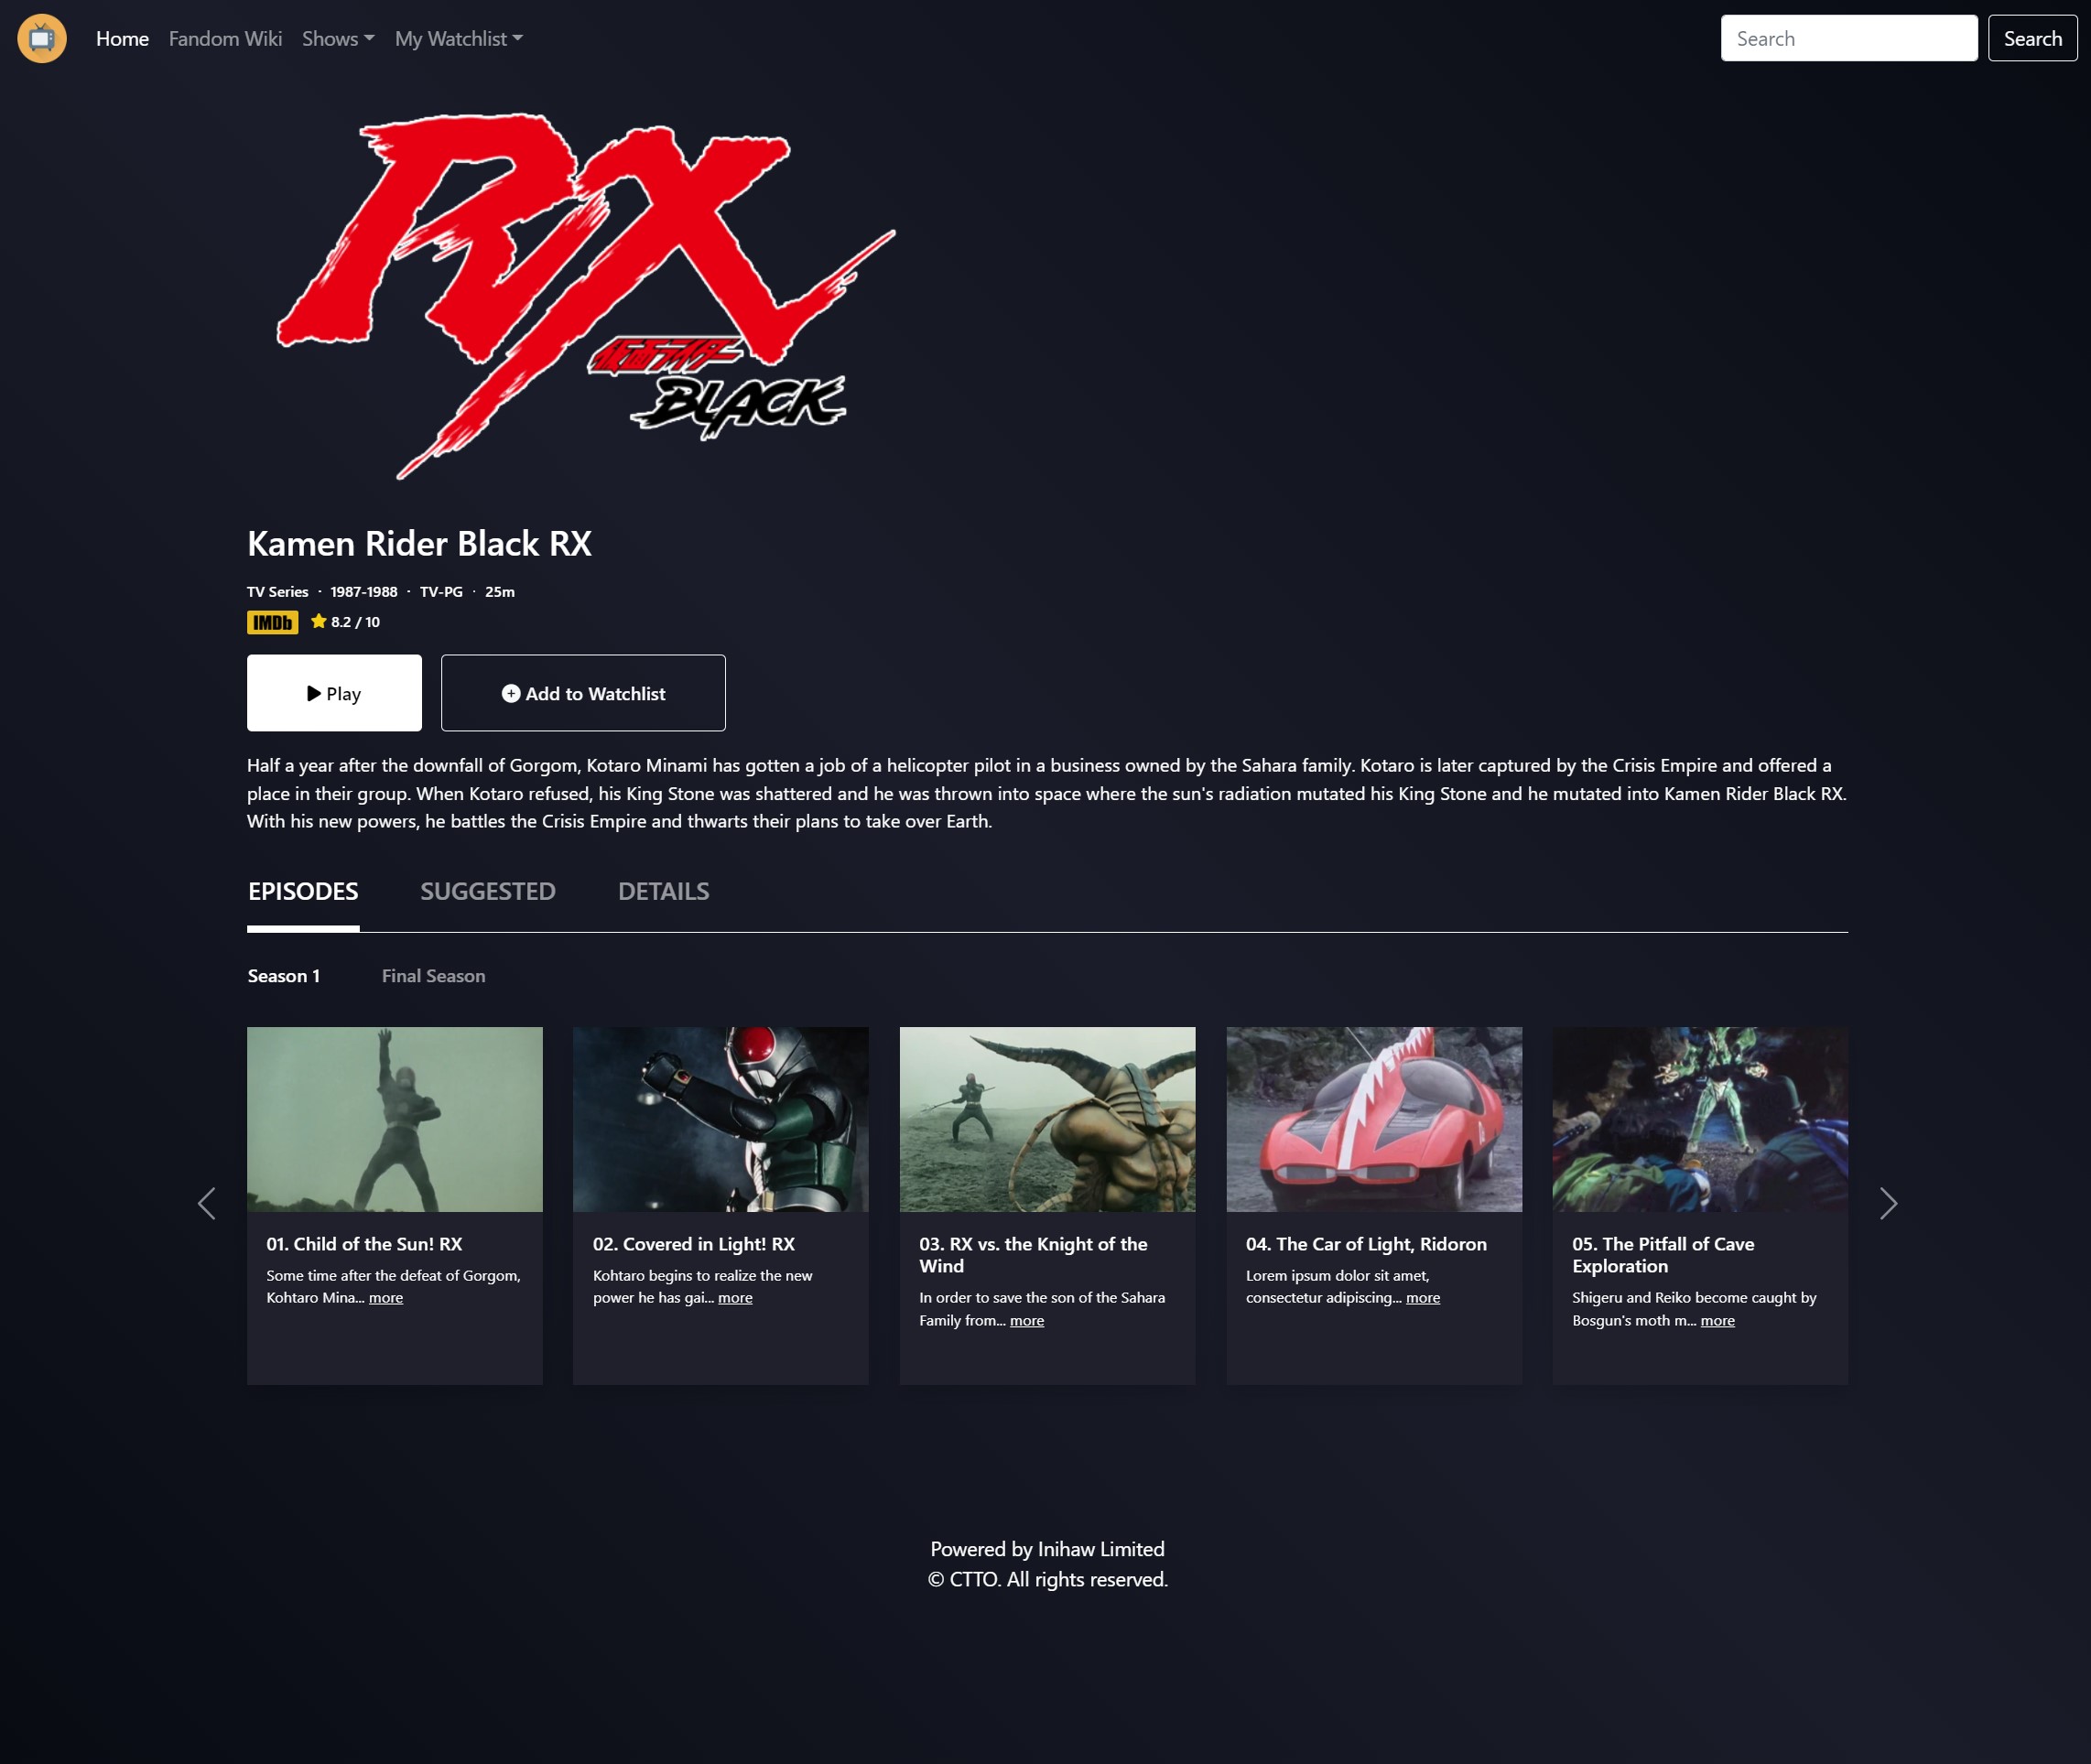 Home Fandom Wiki Shows My Watchlist Search Search
RX
仮面ライダー
BLACK
Kamen Rider Black RX
TV Series · 1987-1988 · TV-PG · 25m
IMDb 8.2 / 10
Play Add to Watchlist
Half a year after the downfall of Gorgom, Kotaro Minami has gotten a job of a helicopter pilot in a business owned by the Sahara family. Kotaro is later captured by the Crisis Empire and offered a
place in their group. When Kotaro refused, his King Stone was shattered and he was thrown into space where the sun's radiation mutated his King Stone and he mutated into Kamen Rider Black RX.
With his new powers, he battles the Crisis Empire and thwarts their plans to take over Earth.
EPISODES SUGGESTED DETAILS
Season 1 Final Season
01. Child of the Sun! RX
Some time after the defeat of Gorgom,
Kohtaro Mina... more
02. Covered in Light! RX
Kohtaro begins to realize the new
power he has gai... more
03. RX vs. the Knight of the
Wind
In order to save the son of the Sahara
Family from... more
04. The Car of Light, Ridoron
Lorem ipsum dolor sit amet,
consectetur adipiscing... more
05. The Pitfall of Cave
Exploration
Shigeru and Reiko become caught by
Bosgun's moth m... more
Powered by Inihaw Limited
© CTTO. All rights reserved.